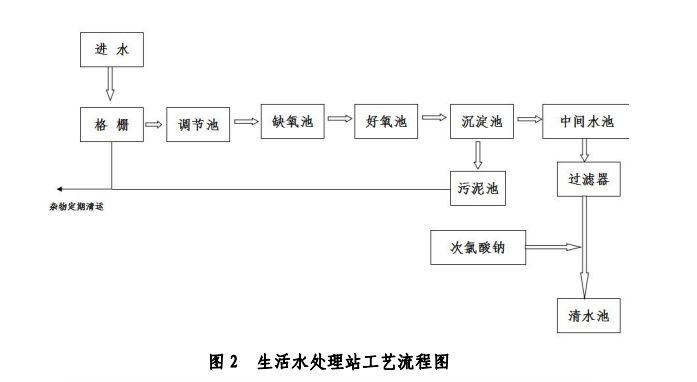 进 水
格 栅
调节池
缺氧池
好氧池
沉淀池
中间水池
污泥池
过滤器
杂物定期清运
次氯酸钠
清水池
图 2 生活水处理站工艺流程图